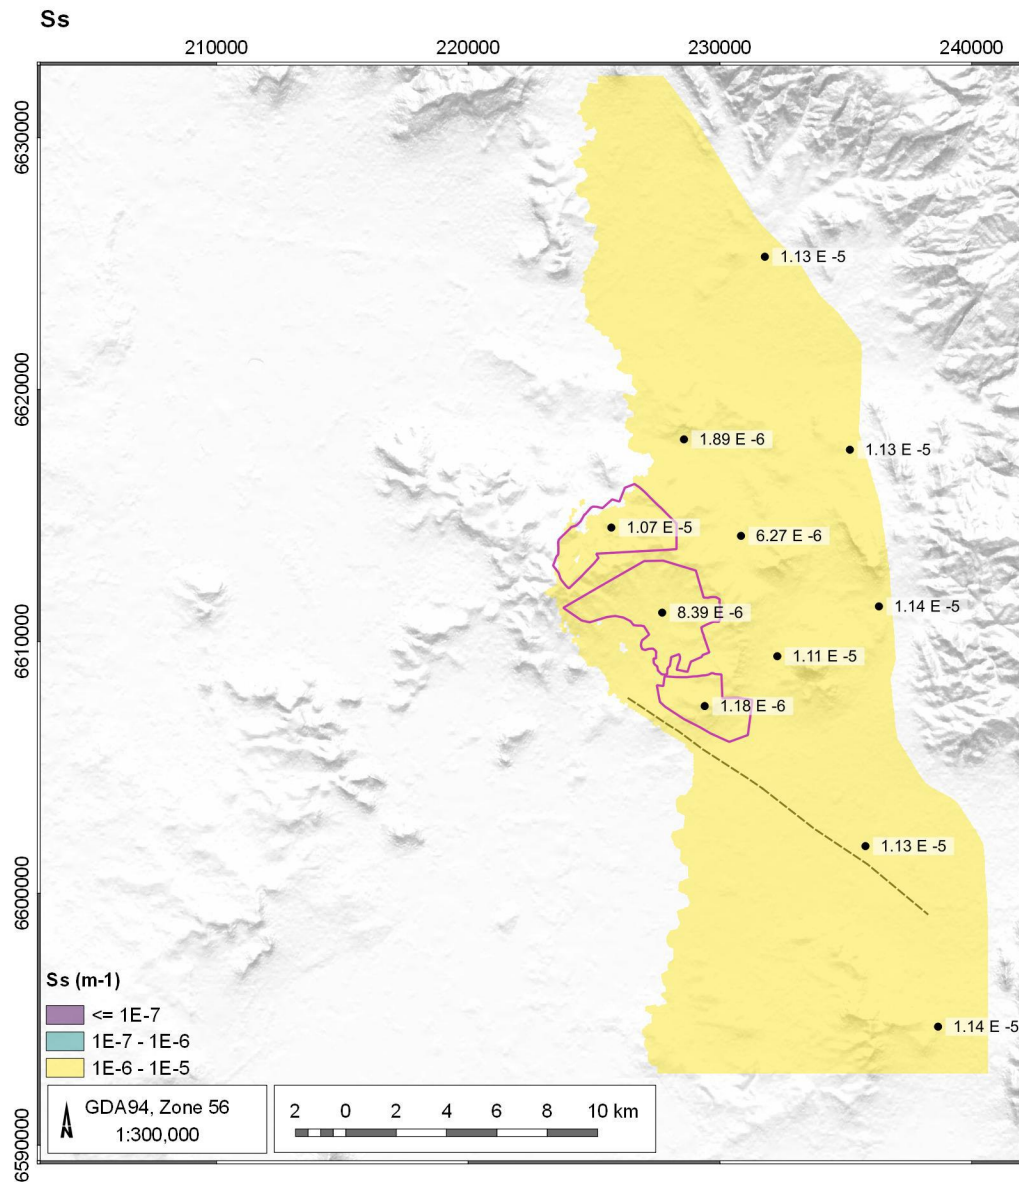 Ss
210000
220000
230000
240000
6630000
6620000
6610000
6600000
6590000
1.13 E -5
1.89 E -6
1.13 E -5
1.07 E -5
6.27 E -6
1.14 E -5
8.39 E -6
1.11 E -5
1.18 E -6
1.13 E -5
1.14 E -5
Ss (m-1)
<= 1E-7
1E-7 - 1E-6
1E-6 - 1E-5
N
GDA94, Zone 56
1:300,000
2 0 2 4 6 8 10 km